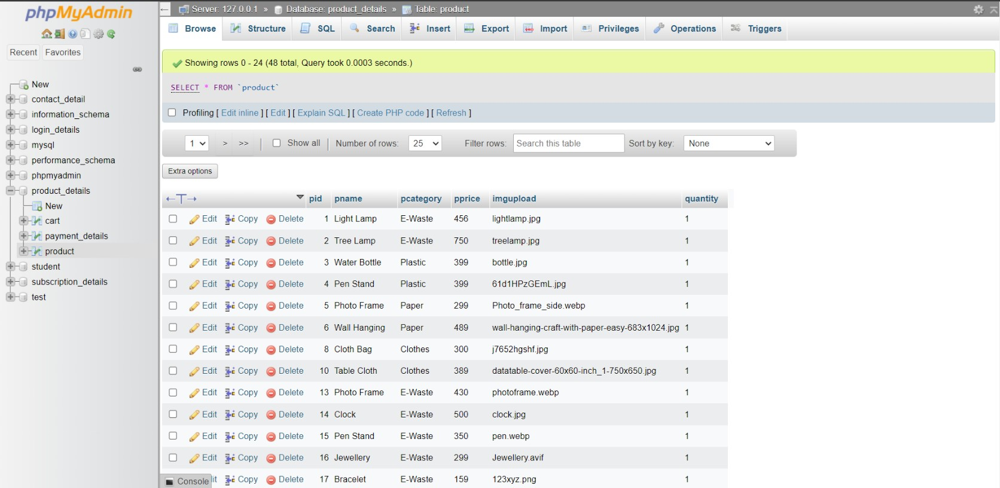 phpMyAdmin
Recent Favorites
New
contact_detail
information_schema
login_details
mysql
performance_schema
phpmyadmin
product_details
New
cart
payment_details
product
student
subscription_details
test
Server: 127.0.0.1 » Database: product_details » Table: product
Browse Structure SQL Search Insert Export Import Privileges Operations Triggers
Showing rows 0 - 24 (48 total, Query took 0.0003 seconds.)
SELECT * FROM `product`
Profiling [ Edit inline ] [ Edit ] [ Explain SQL ] [ Create PHP code ] [ Refresh ]
1 > >> | Show all | Number of rows: 25 Filter rows: Search this table Sort by key: None
Extra options
←T→ pid pname pcategory pprice imgupload quantity
Edit Copy Delete 1 Light Lamp E-Waste 456 lightlamp.jpg 1
Edit Copy Delete 2 Tree Lamp E-Waste 750 treelamp.jpg 1
Edit Copy Delete 3 Water Bottle Plastic 399 bottle.jpg 1
Edit Copy Delete 4 Pen Stand Plastic 399 61d1HPzGEmL.jpg 1
Edit Copy Delete 5 Photo Frame Paper 299 Photo_frame_side.webp 1
Edit Copy Delete 6 Wall Hanging Paper 489 wall-hanging-craft-with-paper-easy-683x1024.jpg 1
Edit Copy Delete 8 Cloth Bag Clothes 300 j7652hgshf.jpg 1
Edit Copy Delete 10 Table Cloth Clothes 389 datatable-cover-60x60-inch_1-750x650.jpg 1
Edit Copy Delete 13 Photo Frame E-Waste 430 photoframe.webp 1
Edit Copy Delete 14 Clock E-Waste 500 clock.jpg 1
Edit Copy Delete 15 Pen Stand E-Waste 350 pen.webp 1
Edit Copy Delete 16 Jewellery E-Waste 299 Jewellery.avif 1
Console it Copy Delete 17 Bracelet E-Waste 159 123xyz.png 1